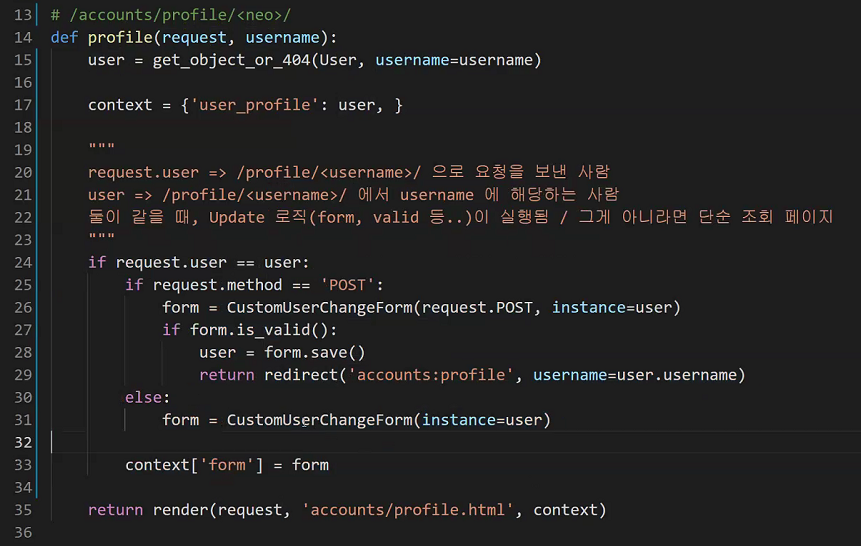 13 # /accounts/profile/<neo>/
14 def profile(request, username):
15     user = get_object_or_404(User, username=username)
16
17     context = {'user_profile': user, }
18
19     """
20     request.user => /profile/<username>/ 으로 요청을 보낸 사람
21     user => /profile/<username>/ 에서 username 에 해당하는 사람
22     둘이 같을 때, Update 로직(form, valid 등..)이 실행됨 / 그게 아니라면 단순 조회 페이지
23     """
24     if request.user == user:
25         if request.method == 'POST':
26             form = CustomUserChangeForm(request.POST, instance=user)
27             if form.is_valid():
28                 user = form.save()
29                 return redirect('accounts:profile', username=user.username)
30         else:
31             form = CustomUserChangeForm(instance=user)
32
33         context['form'] = form
34
35     return render(request, 'accounts/profile.html', context)
36